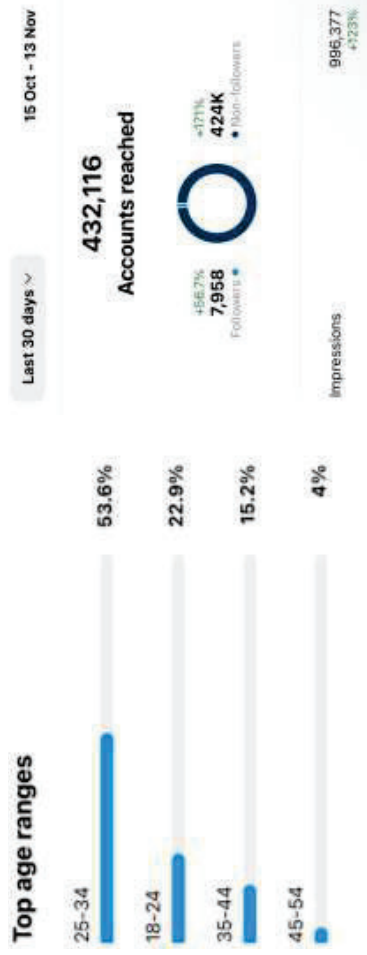 Top age ranges
25-34
53.6%
18-24
22.9%
35-44
15.2%
45-54
4%
Last 30 days
15 Oct - 13 Nov
432,116
Accounts reached
+56.7%
7,958
Followers
+171%
424K
Non-followers
Impressions
996,377
+123%